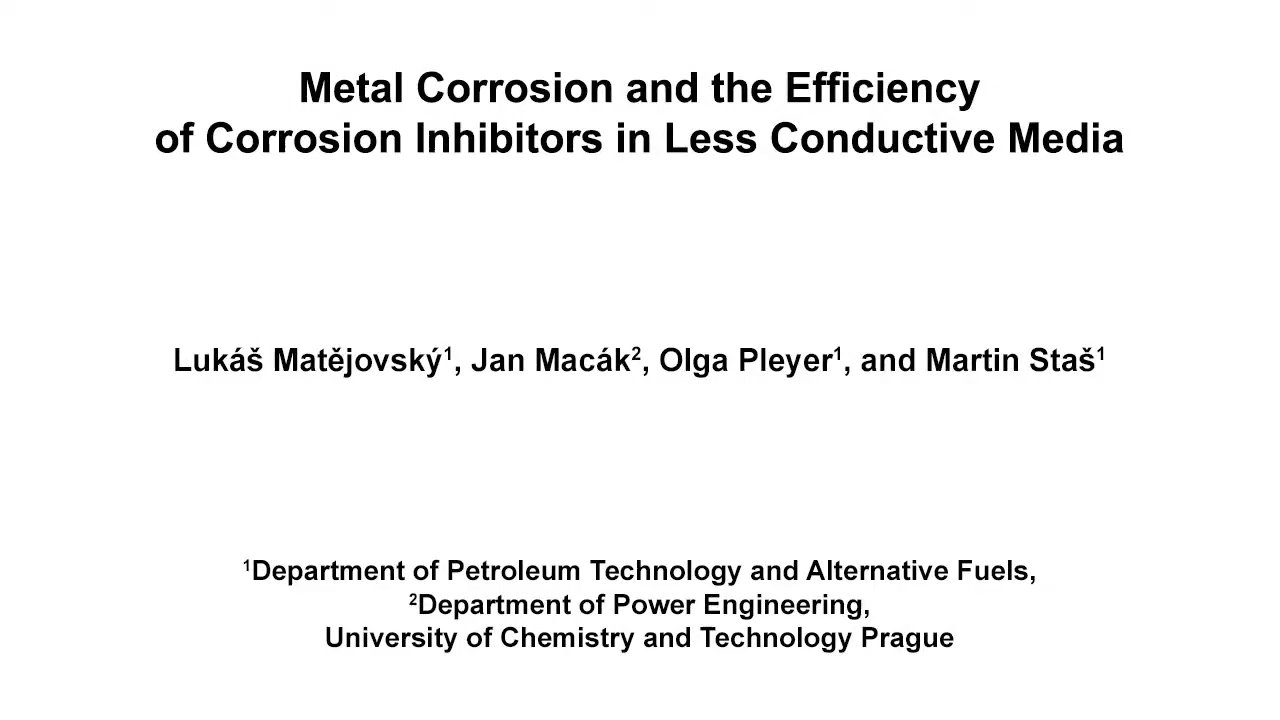 Metal Corrosion and the Efficiency
of Corrosion Inhibitors in Less Conductive Media
Lukáš Matějovský¹, Jan Macák², Olga Pleyer¹, and Martin Staš¹
¹Department of Petroleum Technology and Alternative Fuels,
²Department of Power Engineering,
University of Chemistry and Technology Prague